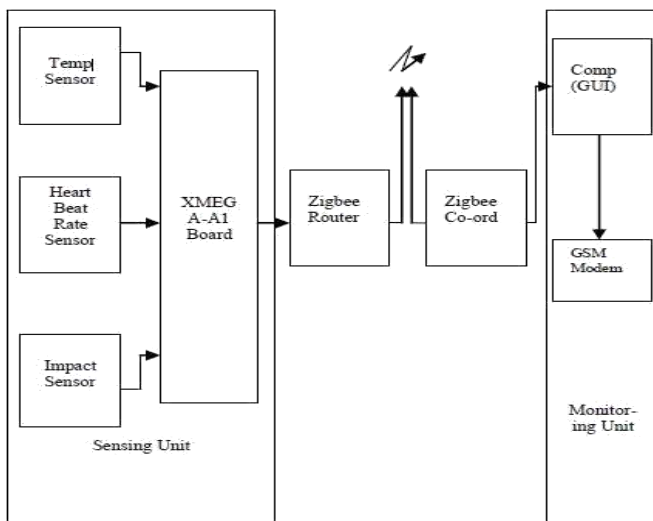 Temp
Sensor
Heart
Beat
Rate
Sensor
Impact
Sensor
XMEG
A-A1
Board
Sensing Unit
Zigbee
Router
Zigbee
Co-ord
Comp
(GUI)
GSM
Modem
Monitor-
ing Unit